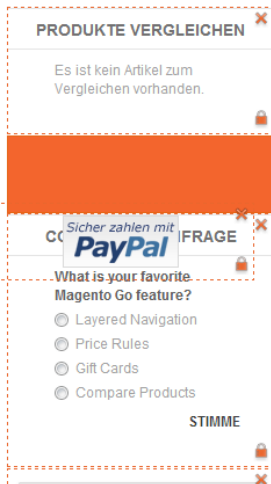 PRODUKTE VERGLEICHEN
Es ist kein Artikel zum
Vergleichen vorhanden.
Sicher zahlen mit
PayPal
CO
FRAGE
What is your favorite
Magento Go feature?
Layered Navigation
Price Rules
Gift Cards
Compare Products
STIMME